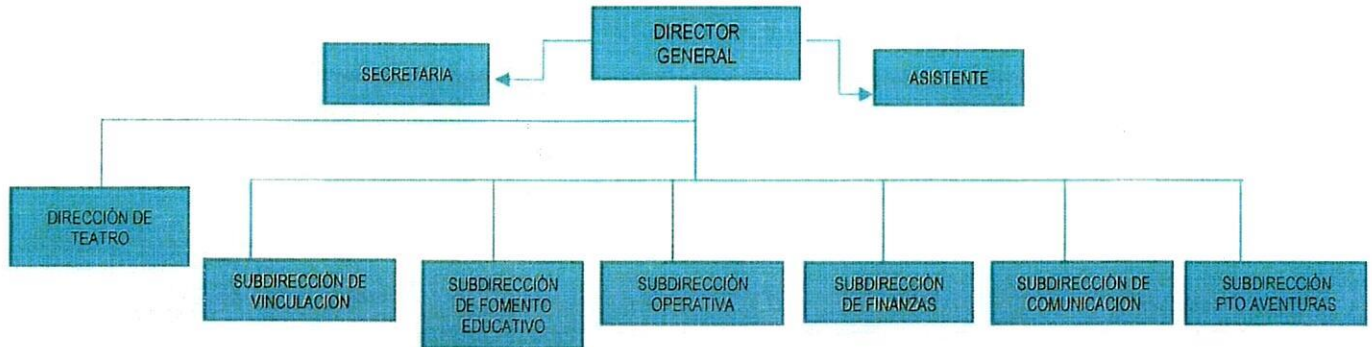 DIRECTOR
GENERAL
SECRETARIA
ASISTENTE
DIRECCIÓN DE
TEATRO
SUBDIRECCIÓN DE
VINCULACION
SUBDIRECCIÓN
DE FOMENTO
EDUCATIVO
SUBDIRECCIÓN
OPERATIVA
SUBDIRECCIÓN
DE FINANZAS
SUBDIRECCIÓN DE
COMUNICACION
SUBDIRECCIÓN
PTO AVENTURAS